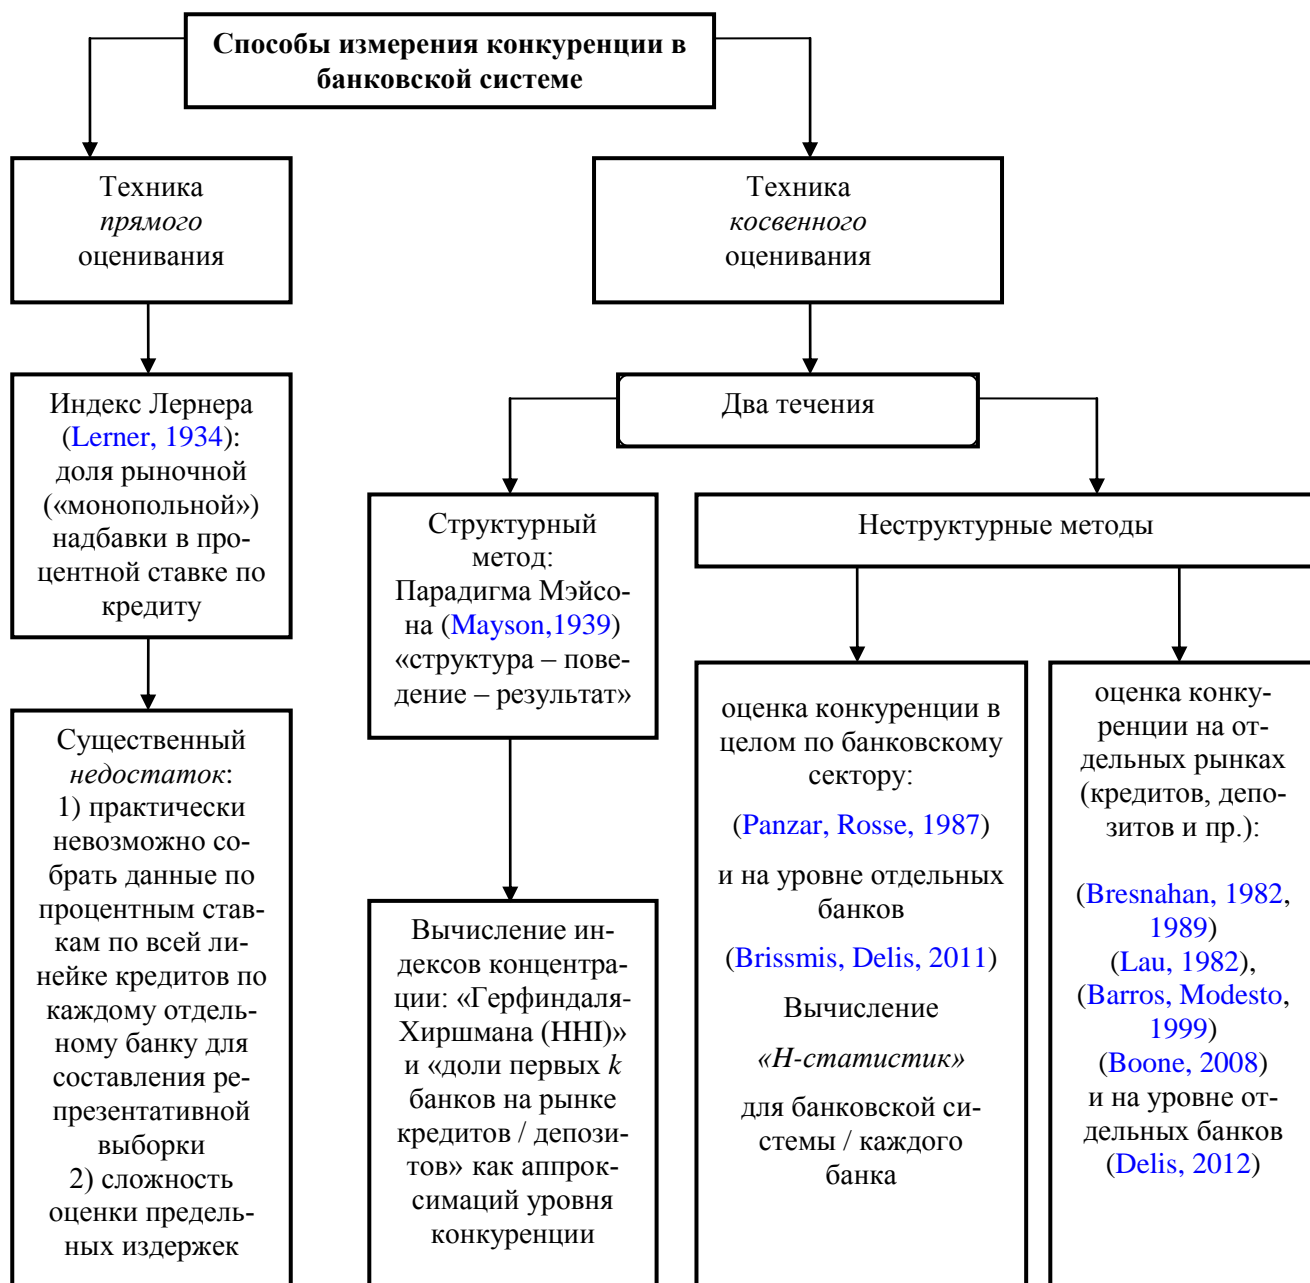 Способы измерения конкуренции в
банковской системе
Техника
прямого
оценивания
Техника
косвенного
оценивания
Индекс Лернера
(Lerner, 1934):
доля рыночной
(«монопольной»)
надбавки в про-
центной ставке по
кредиту
Два течения
Структурный
метод:
Парадигма Мэйсо-
на (Mayson,1939)
«структура – пове-
дение – результат»
Неструктурные методы
Существенный
недостаток:
1) практически
невозможно со-
брать данные по
процентным став-
кам по всей ли-
нейке кредитов по
каждому отдель-
ному банку для
составления ре-
презентативной
выборки
2) сложность
оценки предель-
ных издержек
Вычисление ин-
дексов концентра-
ции: «Герфиндаля-
Хиршмана (HHI)»
и «доли первых k
банков на рынке
кредитов / депози-
тов» как аппрок-
симаций уровня
конкуренции
оценка конкуренции в
целом по банковскому
сектору:
(Panzar, Rosse, 1987)
и на уровне отдельных
банков
(Brissmis, Delis, 2011)
Вычисление
«Н-статистик»
для банковской си-
стемы / каждого
банка
оценка конку-
ренции на от-
дельных рынках
(кредитов, депо-
зитов и пр.):
(Bresnahan, 1982,
1989)
(Lau, 1982),
(Barros, Modesto,
1999)
(Boone, 2008)
и на уровне от-
дельных банков
(Delis, 2012)